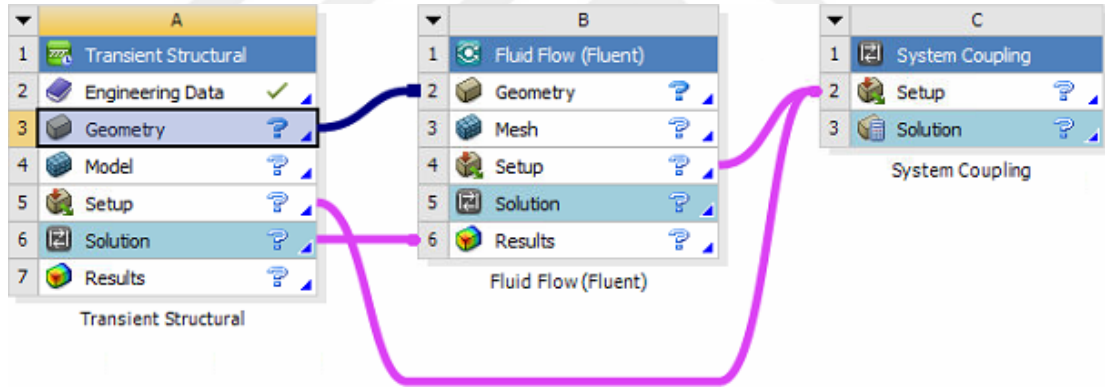 A
1 Transient Structural
2 Engineering Data ✓
3 Geometry ?
4 Model ?
5 Setup ?
6 Solution ?
7 Results ?
Transient Structural
B
1 Fluid Flow (Fluent)
2 Geometry ?
3 Mesh ?
4 Setup ?
5 Solution ?
6 Results ?
Fluid Flow (Fluent)
C
1 System Coupling
2 Setup ?
3 Solution ?
System Coupling